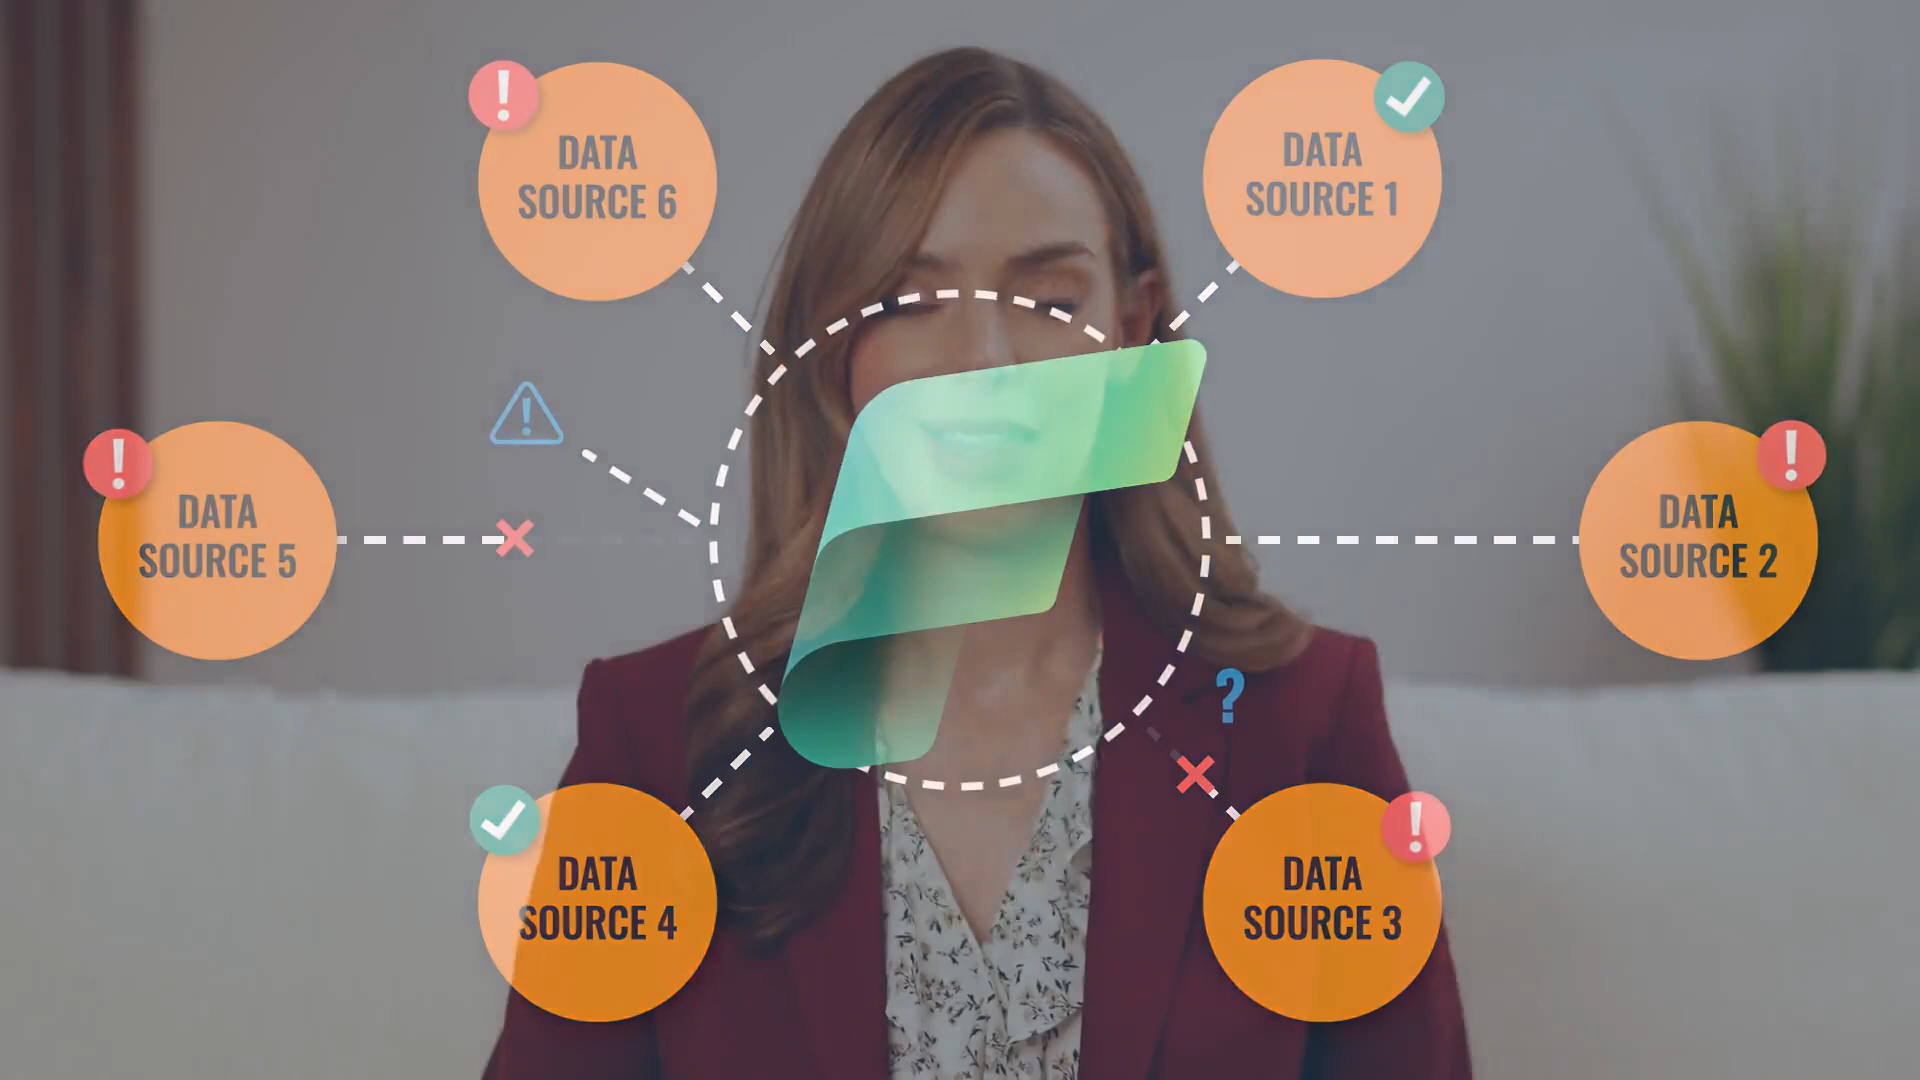 DATA
SOURCE 6
DATA
SOURCE 1
DATA
SOURCE 5
DATA
SOURCE 2
?
DATA
SOURCE 4
DATA
SOURCE 3